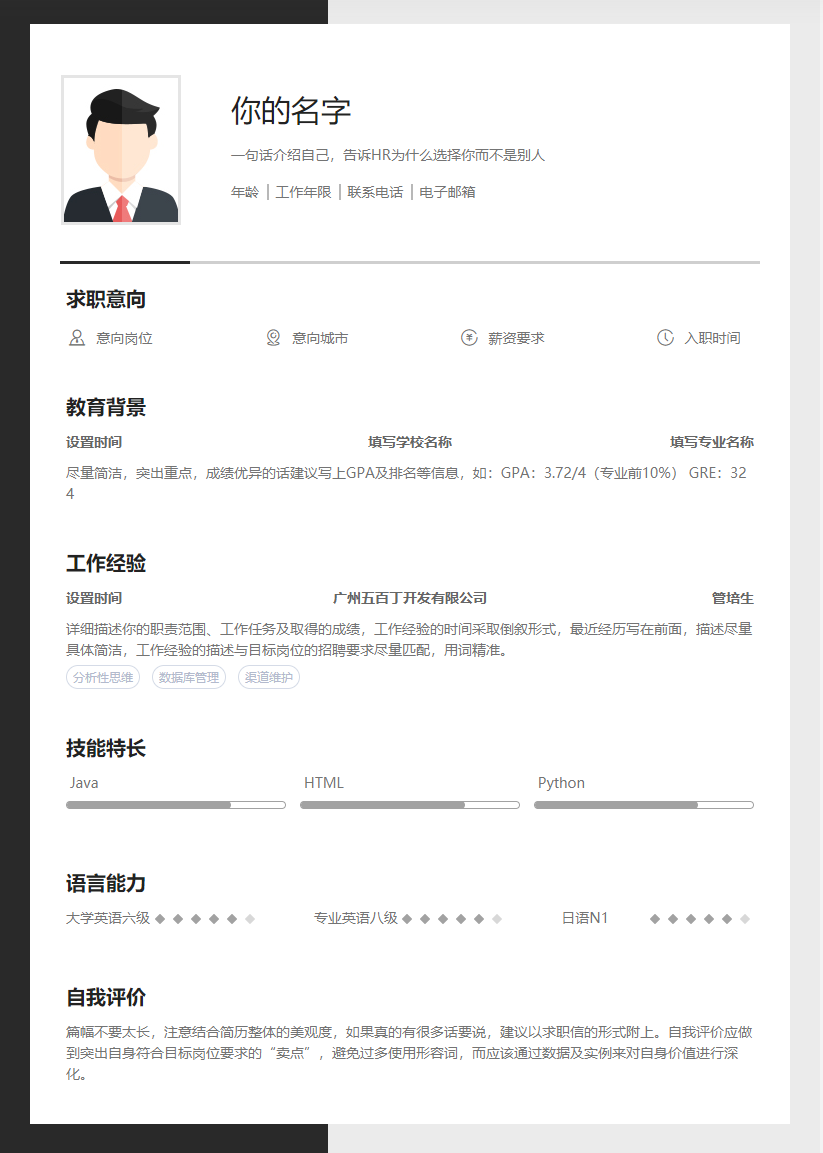 你的名字
一句话介绍自己，告诉HR为什么选择你而不是别人
年龄 | 工作年限 | 联系电话 | 电子邮箱
求职意向
意向岗位 意向城市 薪资要求 入职时间
教育背景
设置时间 填写学校名称 填写专业名称
尽量简洁，突出重点，成绩优异的话建议写上GPA及排名等信息，如：GPA：3.72/4（专业前10%） GRE：32
4
工作经验
设置时间 广州五百丁开发有限公司 管培生
详细描述你的职责范围、工作任务及取得的成绩，工作经验的时间采取倒叙形式，最近经历写在前面，描述尽量
具体简洁，工作经验的描述与目标岗位的招聘要求尽量匹配，用词精准。
分析性思维 数据库管理 渠道维护
技能特长
Java HTML Python
语言能力
大学英语六级 专业英语八级 日语N1
自我评价
篇幅不要太长，注意结合简历整体的美观度，如果真的有很多话要说，建议以求职信的形式附上。自我评价应做
到突出自身符合目标岗位要求的“卖点”，避免过多使用形容词，而应该通过数据及实例来对自身价值进行深
化。